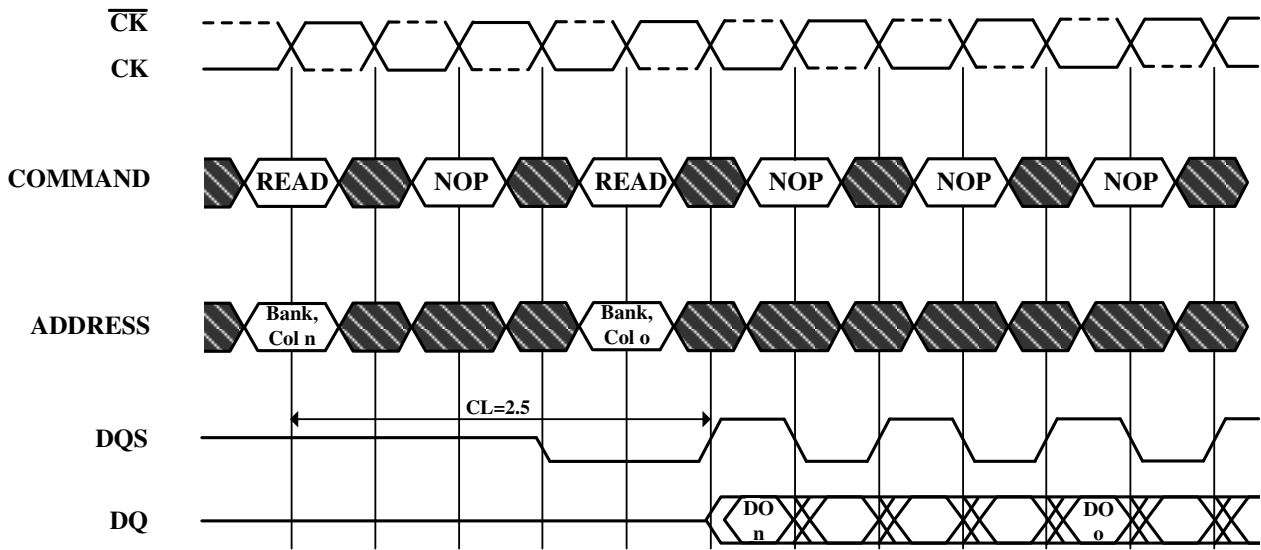 CK
CK
COMMAND
READ
NOP
READ
NOP
NOP
NOP
ADDRESS
Bank,
Col n
Bank,
Col o
CL=2.5
DQS
DQ
DO
n
DO
o